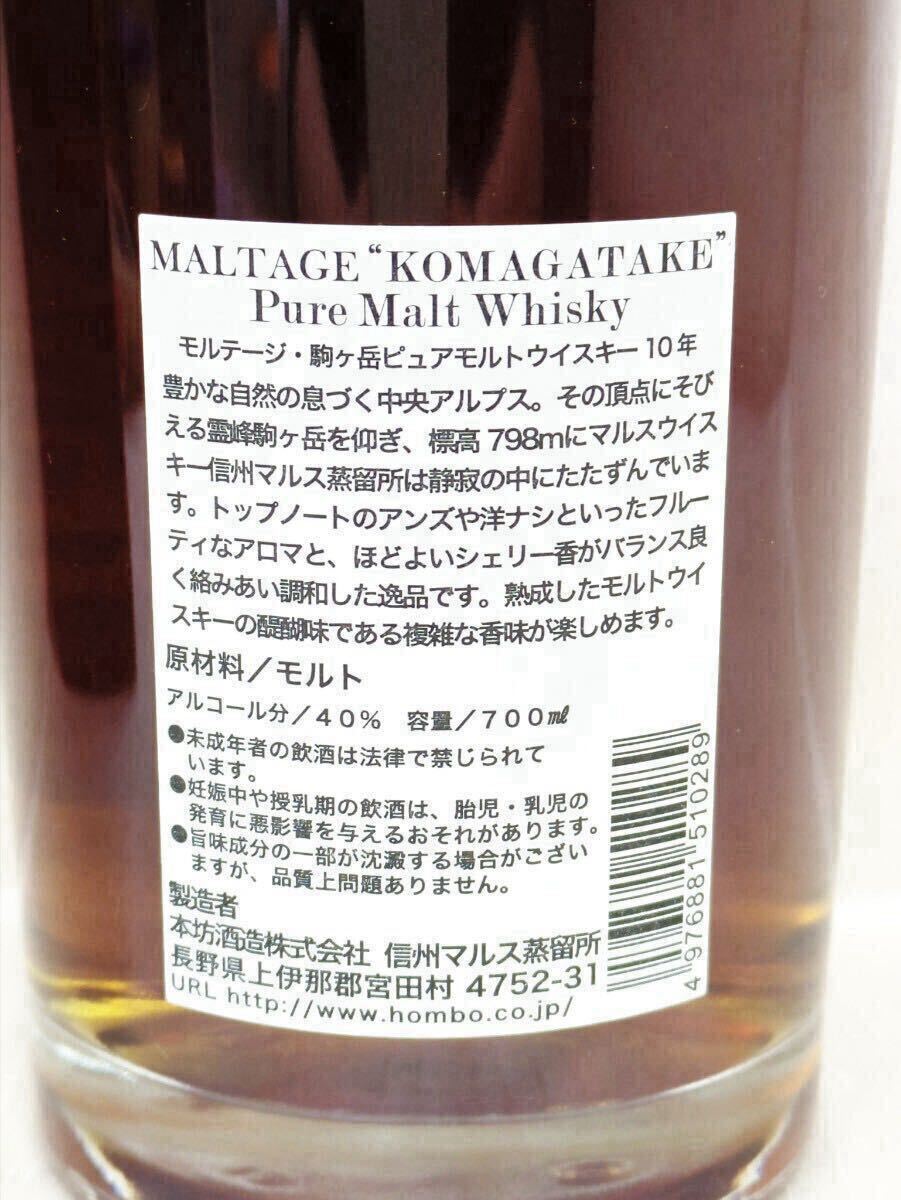 MALTAGE “KOMAGATAKE”
Pure Malt Whisky
モルテージ・駒ヶ岳ピュアモルトウイスキー10年
豊かな自然の息づく中央アルプス。その頂点にそび
える霊峰駒ヶ岳を仰ぎ、標高798mにマルスウイス
キー信州マルス蒸留所は静寂の中にたたずんでいま
す。トップノートのアンズや洋ナシといったフルー
ティなアロマと、ほどよいシェリー香がバランス良
く絡みあい調和した逸品です。熟成したモルトウイ
スキーの醍醐味である複雑な香味が楽しめます。
原材料／モルト
アルコール分／40% 容量／700㎖
●未成年者の飲酒は法律で禁じられて
います。
●妊娠中や授乳期の飲酒は、胎児・乳児の
発育に悪影響を与えるおそれがあります。
●旨味成分の一部が沈澱する場合がござい
ますが、品質上問題ありません。
製造者
本坊酒造株式会社 信州マルス蒸留所
長野県上伊那郡宮田村4752-31
URL http://www.hombo.co.jp/
4 976881 510289